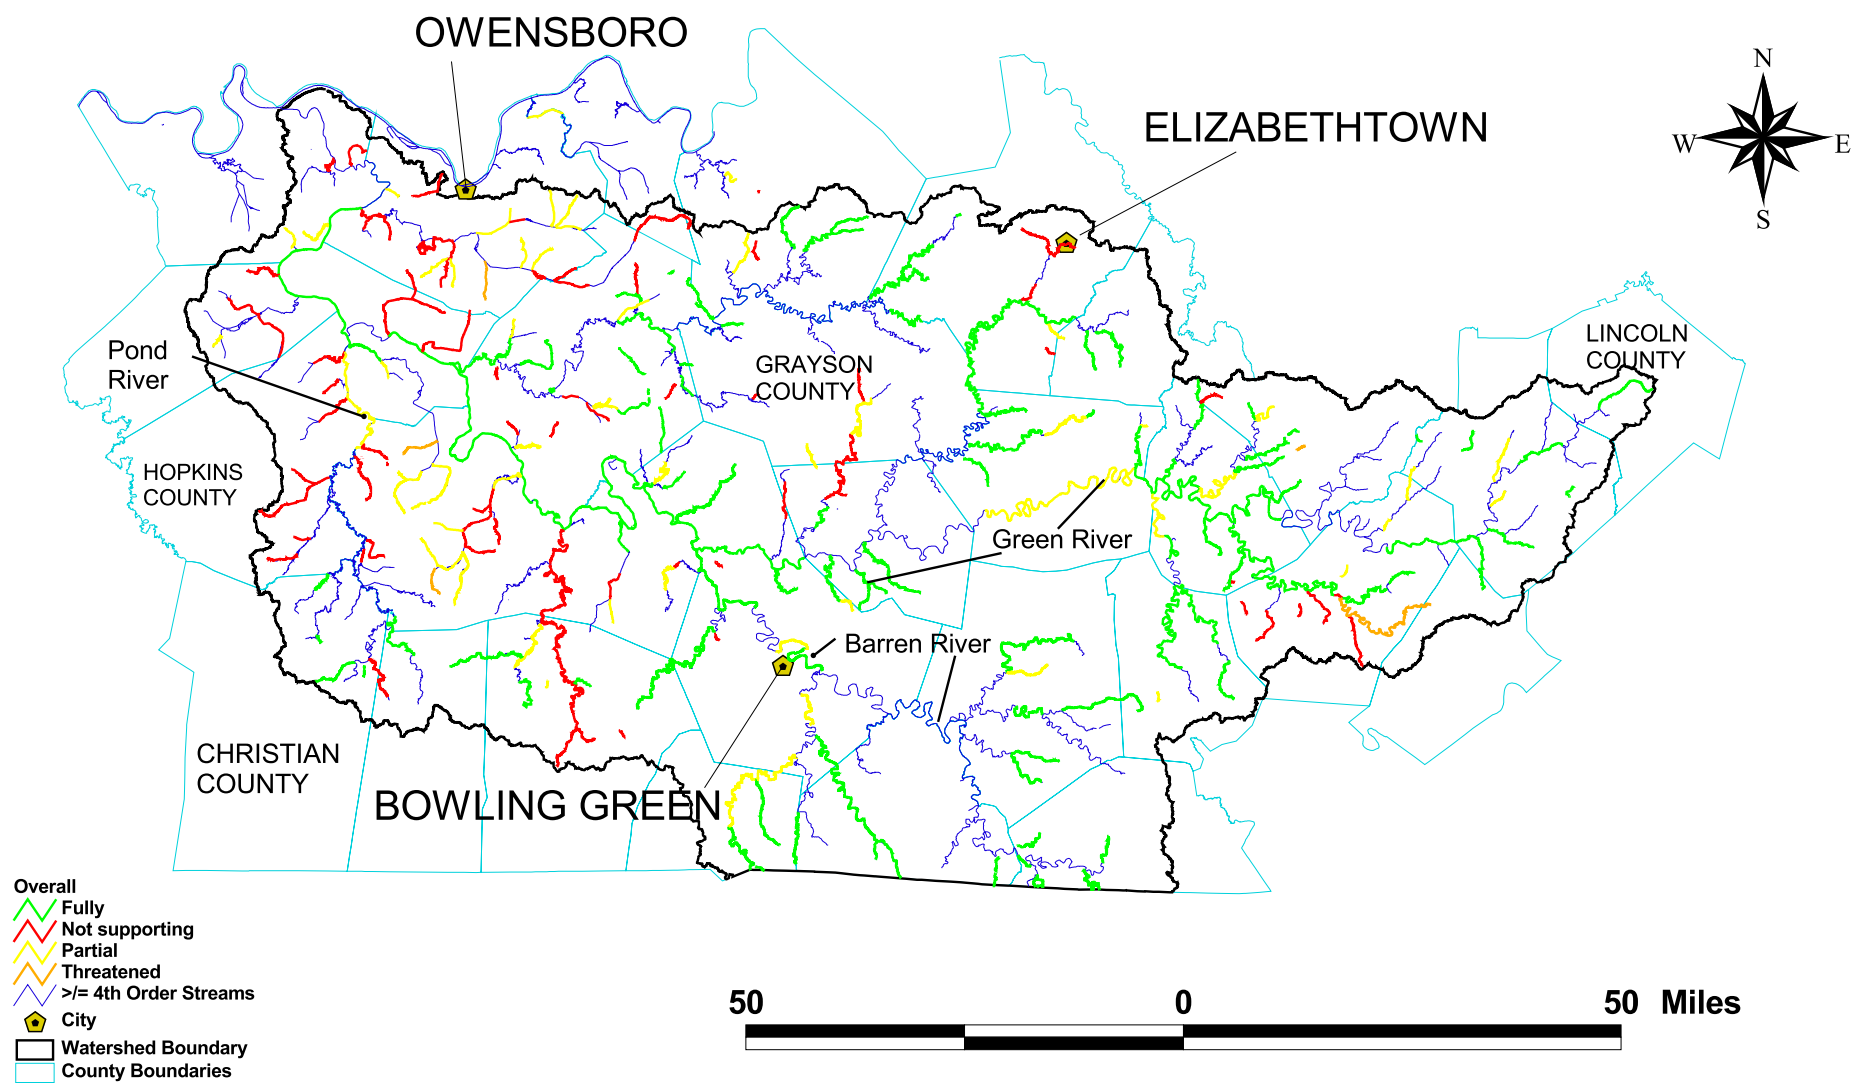 OWENSBORO
N
W
E
S
ELIZABETHTOWN
LINCOLN
COUNTY
Pond
River
GRAYSON
COUNTY
HOPKINS
COUNTY
Green River
Barren River
CHRISTIAN
COUNTY
BOWLING GREEN
Overall
Fully
Not supporting
Partial
Threatened
>/= 4th Order Streams
City
Watershed Boundary
County Boundaries
50 0 50 Miles